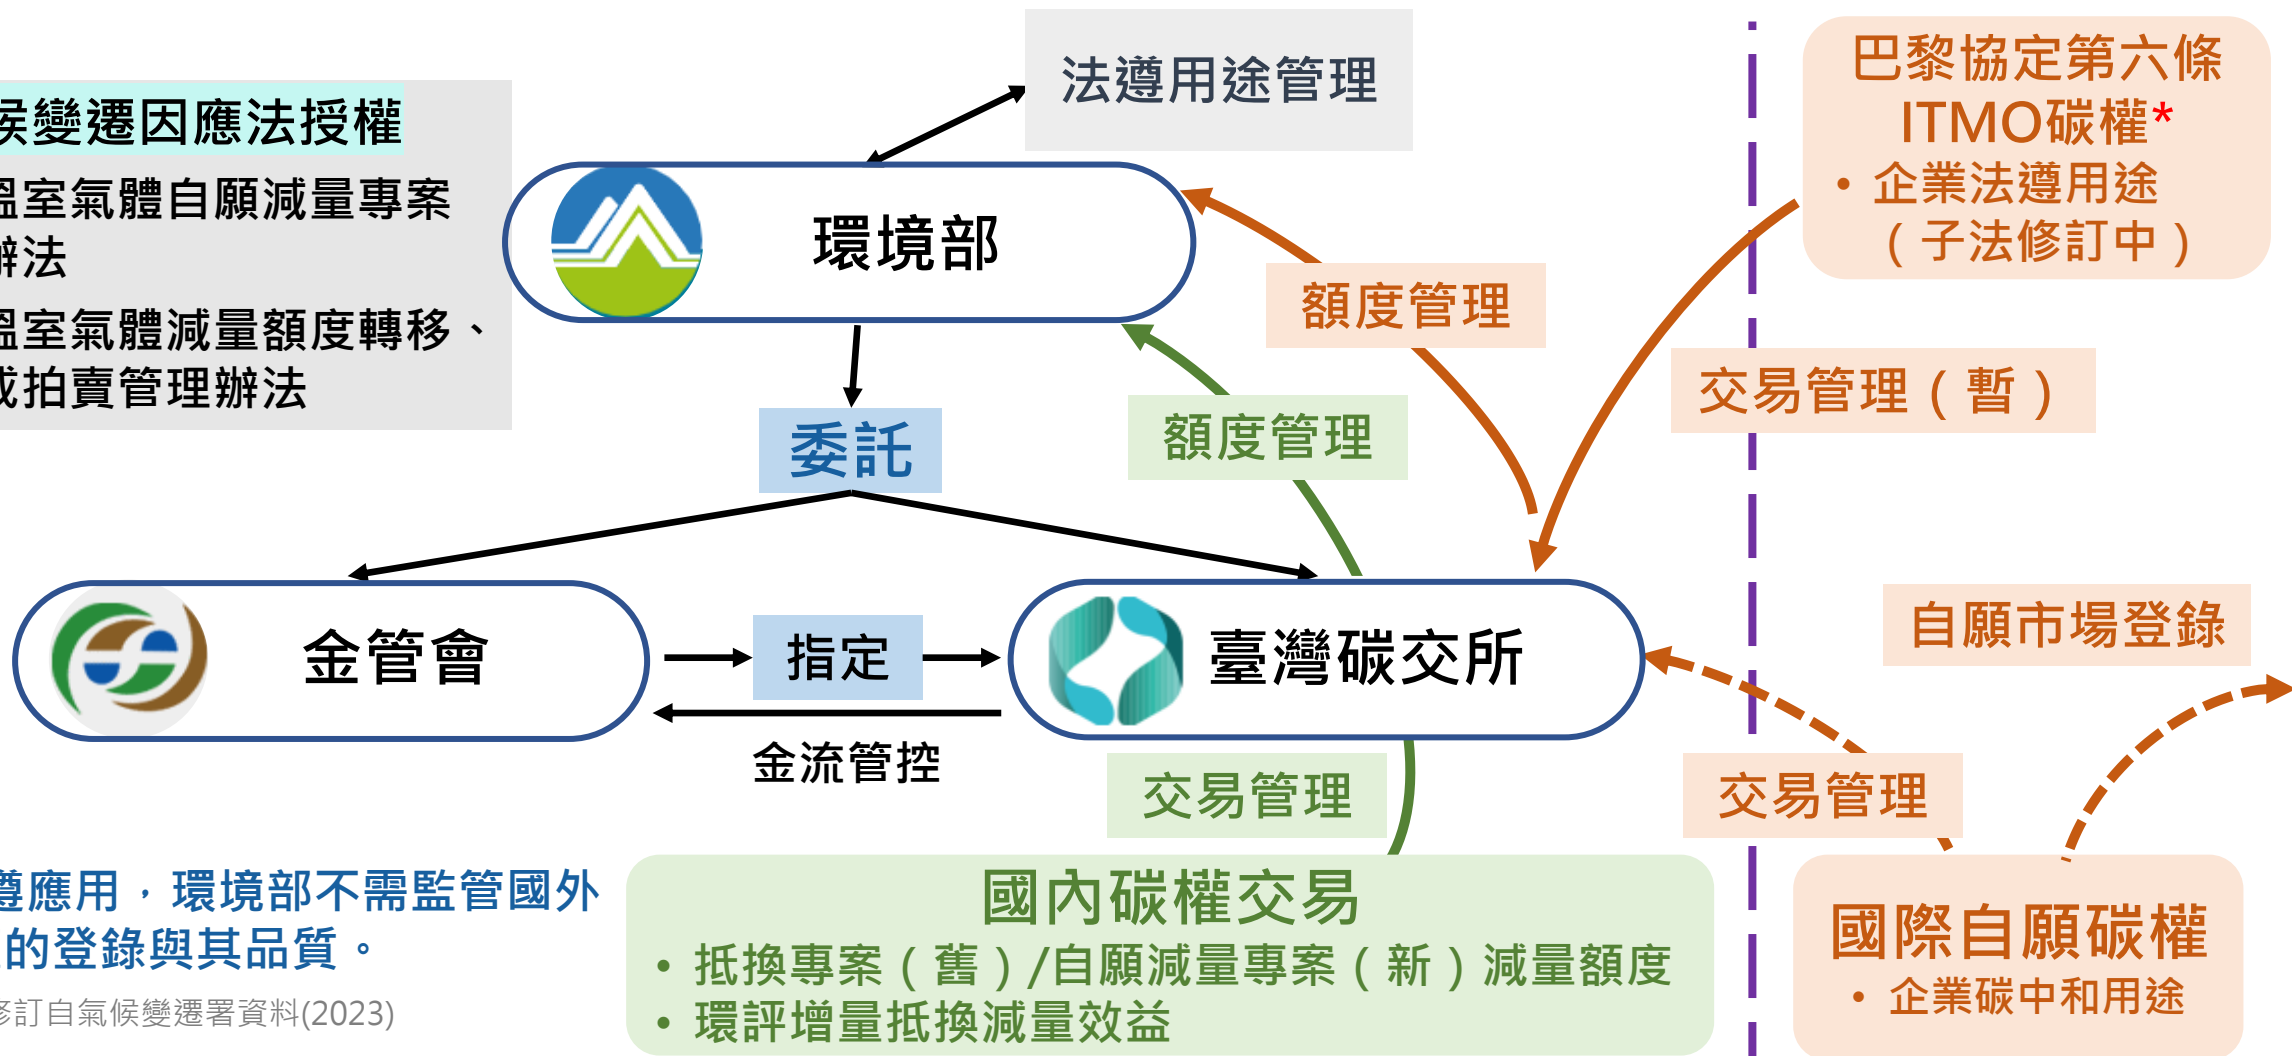 法遵用途管理
巴黎協定第六條
ITMO碳權*
• 企業法遵用途
（子法修訂中）
候變遷因應法授權
溫室氣體自願減量專案
辦法
溫室氣體減量額度轉移、
或拍賣管理辦法
環境部
額度管理
交易管理（暫）
額度管理
委託
自願市場登錄
金管會
指定
臺灣碳交所
金流管控
交易管理
交易管理
遵應用，環境部不需監管國外
的登錄與其品質。
修訂自氣候變遷署資料(2023)
國內碳權交易
• 抵換專案（舊）/自願減量專案（新）減量額度
• 環評增量抵換減量效益
國際自願碳權
• 企業碳中和用途